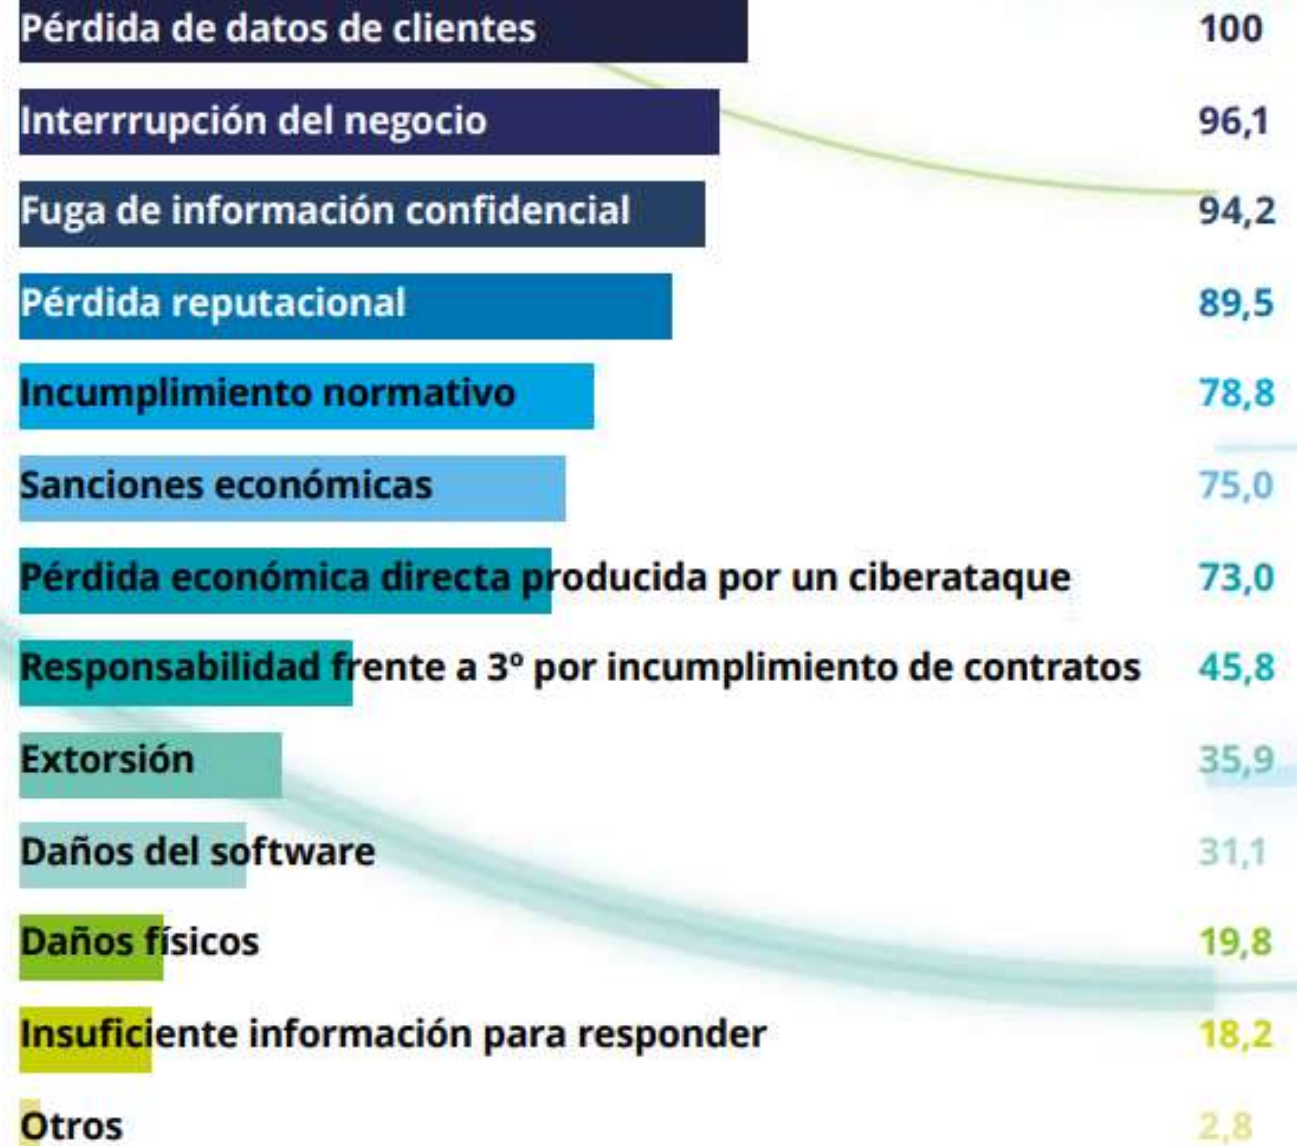 Pérdida de datos de clientes 100
Interrrupción del negocio 96,1
Fuga de información confidencial 94,2
Pérdida reputacional 89,5
Incumplimiento normativo 78,8
Sanciones económicas 75,0
Pérdida económica directa producida por un ciberataque 73,0
Responsabilidad frente a 3º por incumplimiento de contratos 45,8
Extorsión 35,9
Daños del software 31,1
Daños físicos 19,8
Insuficiente información para responder 18,2
Otros 2,8